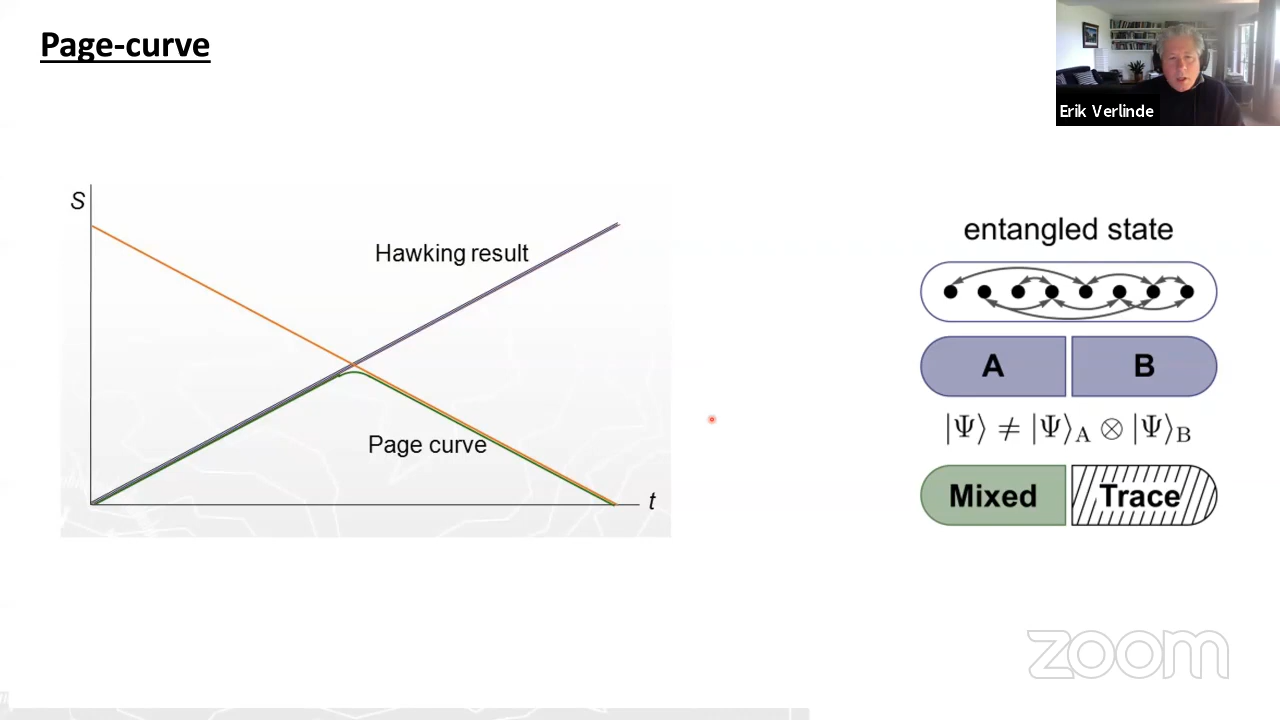 Page-curve
Erik Verlinde
S
Hawking result
Page curve
t
entangled state
A
B
|Ψ⟩ ≠ |Ψ⟩A ⊗ |Ψ⟩B
Mixed
Trace
zoom